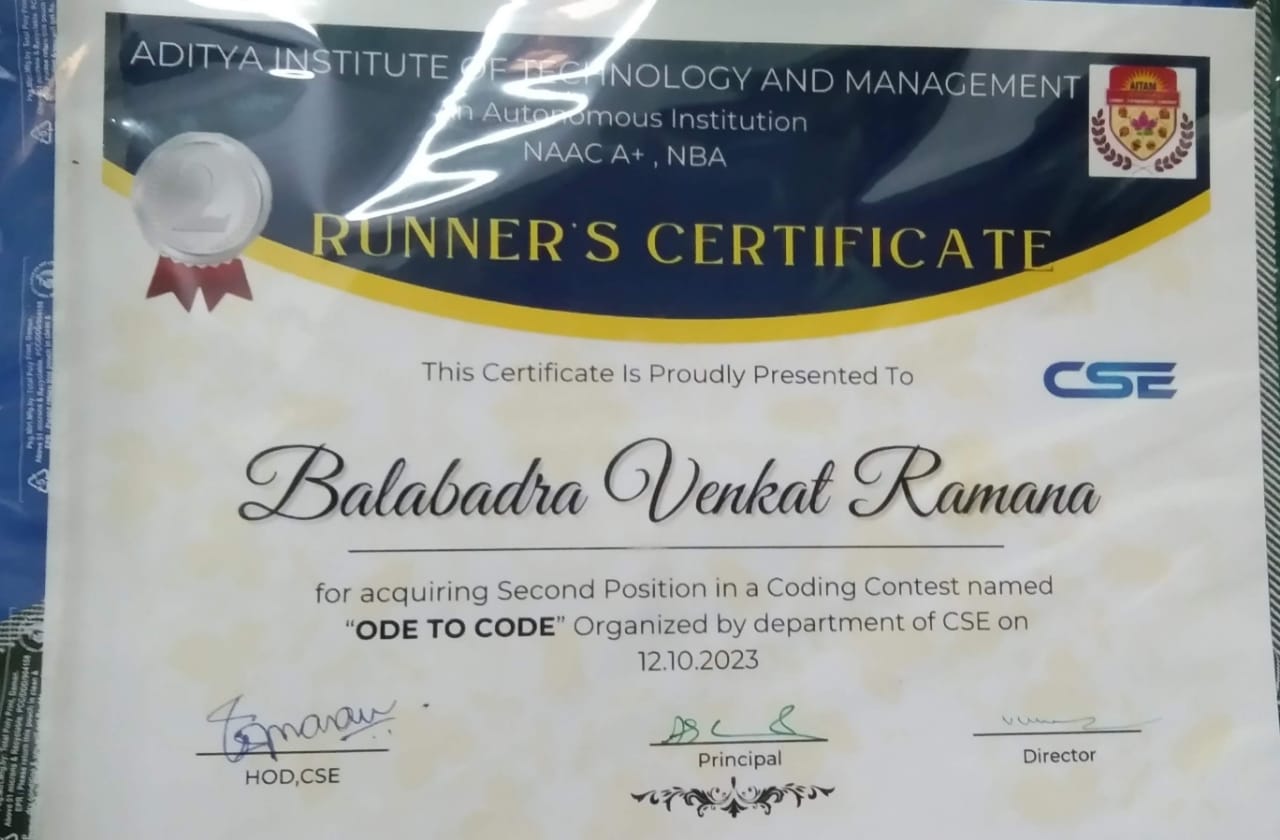 ADITYA INSTITUTE OF TECHNOLOGY AND MANAGEMENT
An Autonomous Institution
NAAC A+ , NBA
AITAM
2
RUNNER'S CERTIFICATE
This Certificate Is Proudly Presented To
CSE
Balabadra Venkat Ramana
for acquiring Second Position in a Coding Contest named
“ODE TO CODE” Organized by department of CSE on
12.10.2023
HOD,CSE
Principal
Director